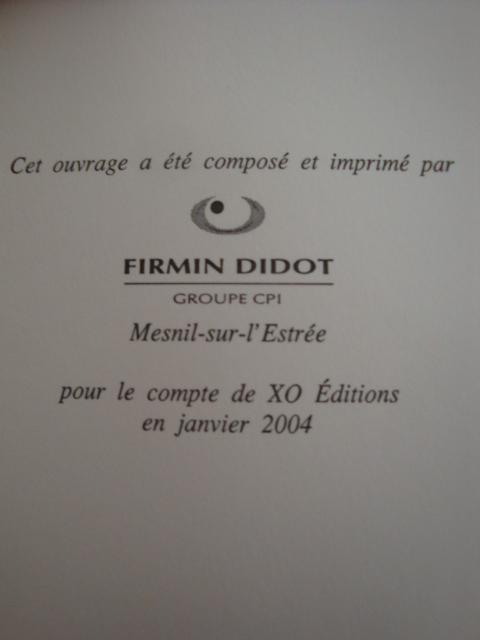 Cet ouvrage a été composé et imprimé par
FIRMIN DIDOT
GROUPE CPI
Mesnil-sur-l'Estrée
pour le compte de XO Éditions
en janvier 2004